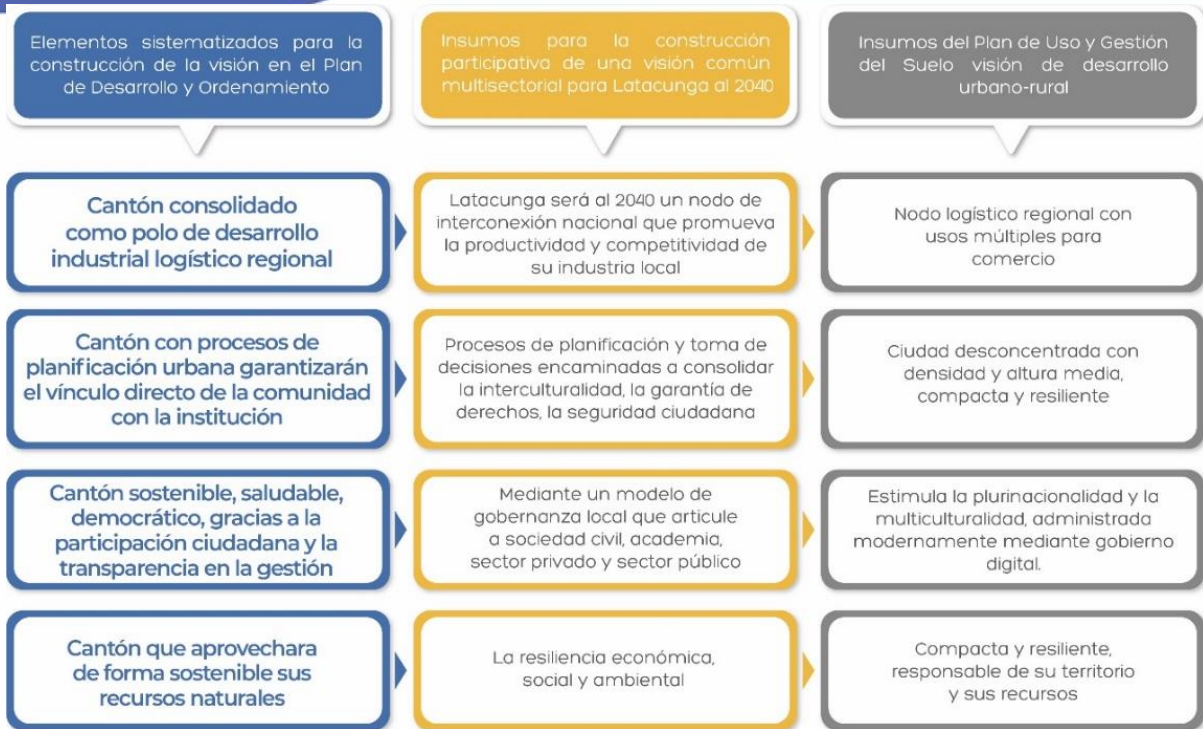 Elementos sistematizados para la
construcción de la visión en el Plan
de Desarrollo y Ordenamiento
Insumos para la construcción
participativa de una visión común
multisectorial para Latacunga al 2040
Insumos del Plan de Uso y Gestión
del Suelo visión de desarrollo
urbano-rural
Cantón consolidado
como polo de desarrollo
industrial logístico regional
Latacunga será al 2040 un nodo de
interconexión nacional que promueva
la productividad y competitividad de
su industria local
Nodo logístico regional con
usos múltiples para
comercio
Cantón con procesos de
planificación urbana garantizarán
el vínculo directo de la comunidad
con la institución
Procesos de planificación y toma de
decisiones encaminadas a consolidar
la interculturalidad, la garantía de
derechos, la seguridad ciudadana
Ciudad desconcentrada con
densidad y altura media,
compacta y resiliente
Cantón sostenible, saludable,
democrático, gracias a la
participación ciudadana y la
transparencia en la gestión
Mediante un modelo de
gobernanza local que articule
a sociedad civil, academia,
sector privado y sector público
Estimula la plurinacionalidad y la
multiculturalidad, administrada
modernamente mediante gobierno
digital.
Cantón que aprovechara
de forma sostenible sus
recursos naturales
La resiliencia económica,
social y ambiental
Compacta y resiliente,
responsable de su territorio
y sus recursos